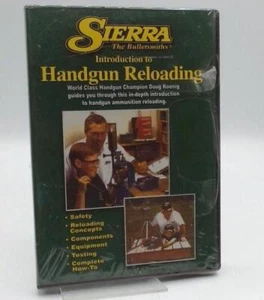 SIERRA
The Bulletsmiths
Introduction to
Handgun Reloading
World Class Handgun Champion Doug Koenig
guides you through this in-depth introduction
to handgun ammunition reloading.
• Safety
• Reloading
Concepts
• Components
• Equipment
• Testing
• Complete
How-To